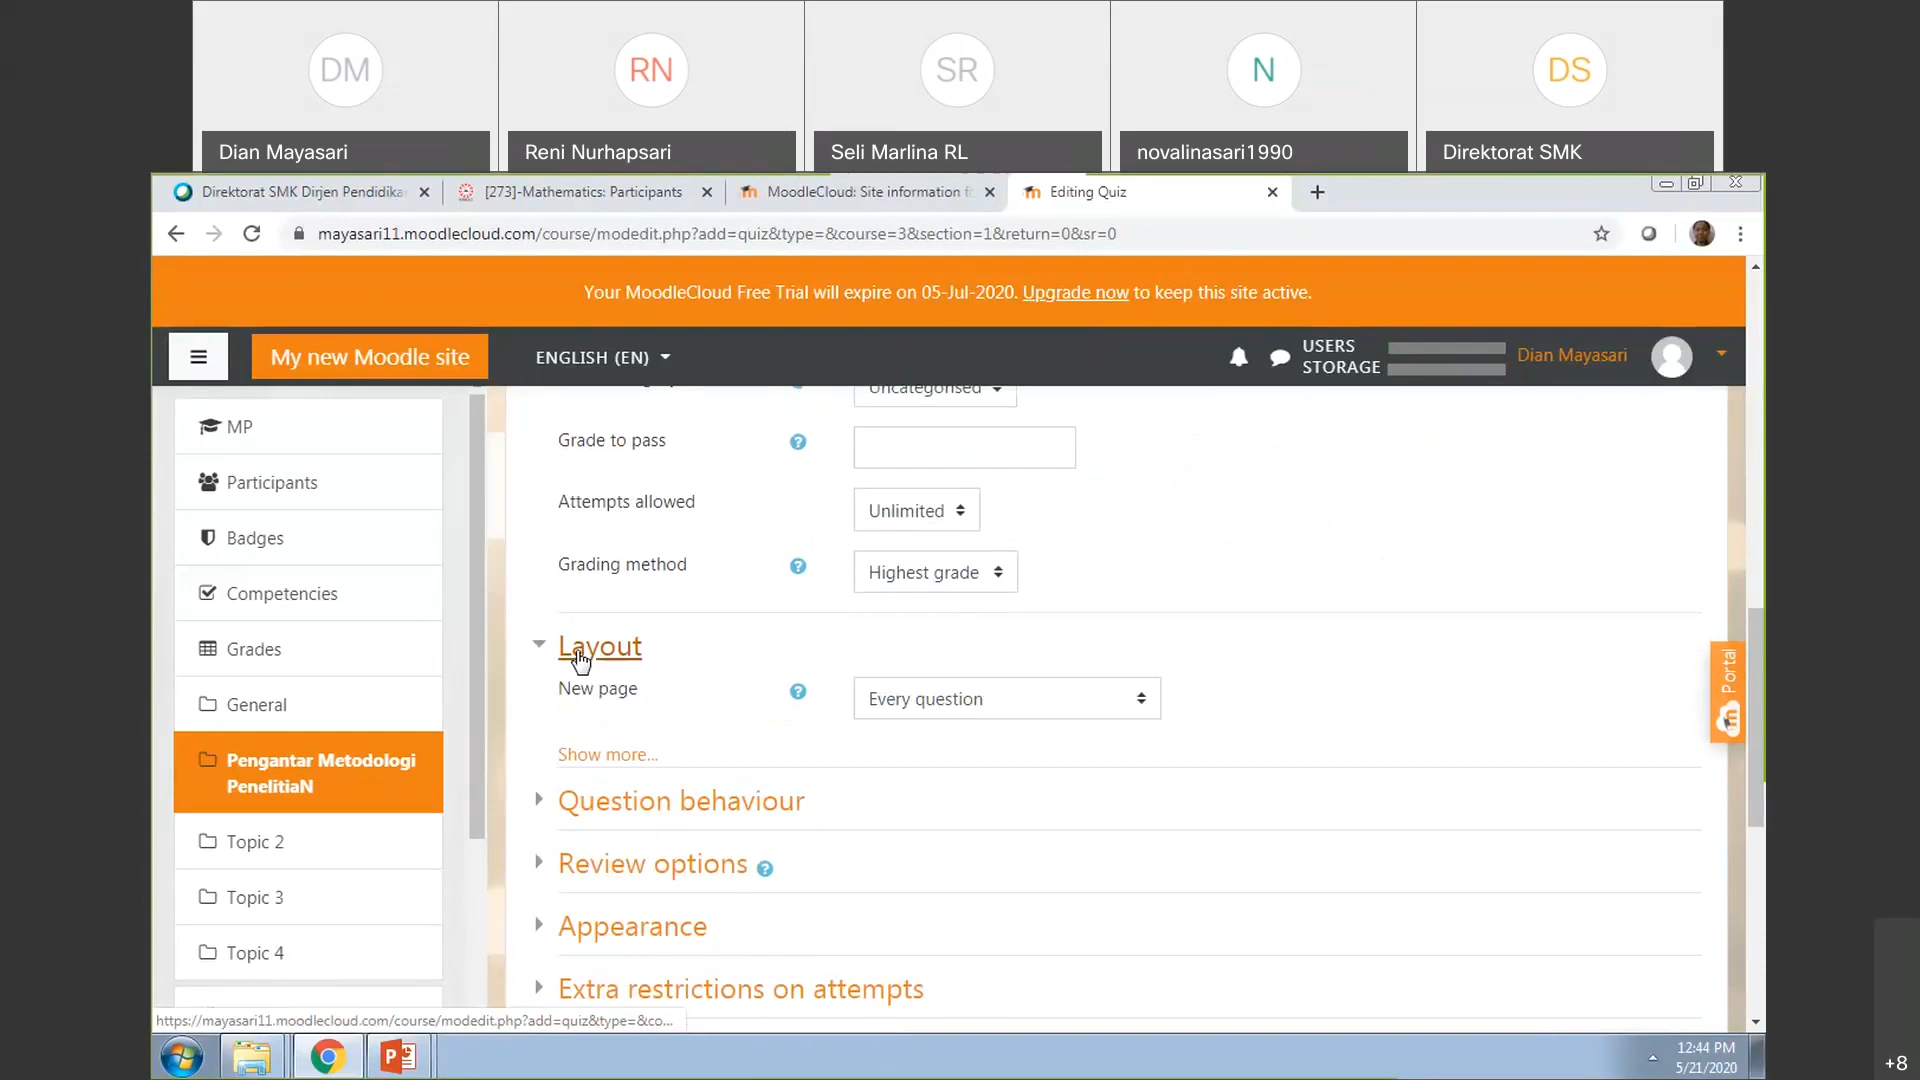 DM
RN
SR
N
DS
Dian Mayasari
Reni Nurhapsari
Seli Marlina RL
novalinasari1990
Direktorat SMK
Direktorat SMK Dirjen Pendidika
[273]-Mathematics: Participants
MoodleCloud: Site information f
Editing Quiz
mayasari11.moodlecloud.com/course/modedit.php?add=quiz&type=&course=3&section=1&return=0&sr=0
Your MoodleCloud Free Trial will expire on 05-Jul-2020. Upgrade now to keep this site active.
My new Moodle site
ENGLISH (EN)
USERS
STORAGE
Dian Mayasari
MP
Participants
Badges
Competencies
Grades
General
Pengantar Metodologi
PenelitiaN
Topic 2
Topic 3
Topic 4
Uncategorised
Grade to pass
Attempts allowed
Unlimited
Grading method
Highest grade
Layout
New page
Every question
Show more...
Question behaviour
Review options
Appearance
Extra restrictions on attempts
Portal
https://mayasari11.moodlecloud.com/course/modedit.php?add=quiz&type=&co...
12:44 PM
5/21/2020
+8